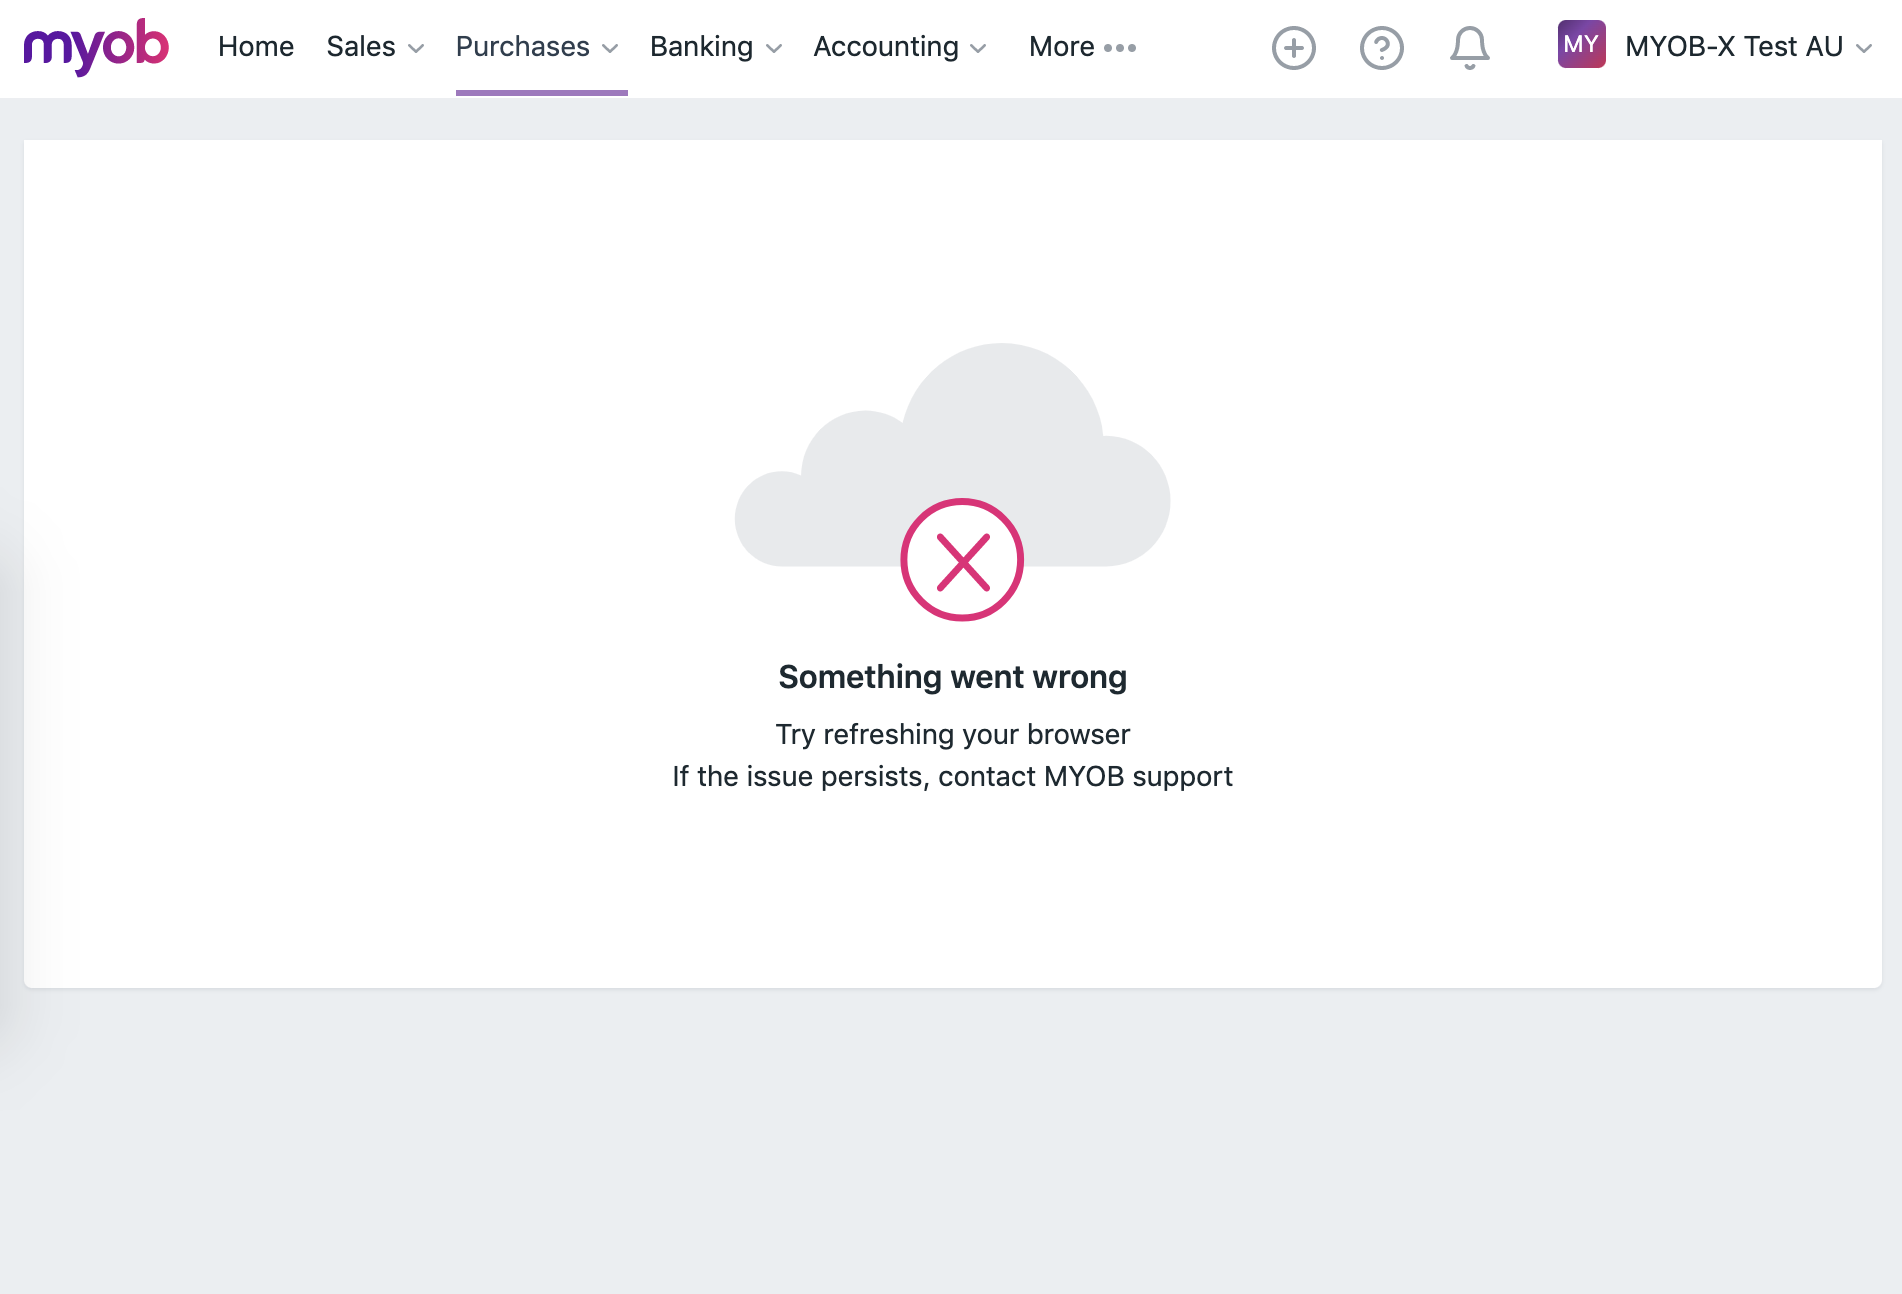 myob
Home Sales Purchases Banking Accounting More
MY MYOB-X Test AU
Something went wrong
Try refreshing your browser
If the issue persists, contact MYOB support